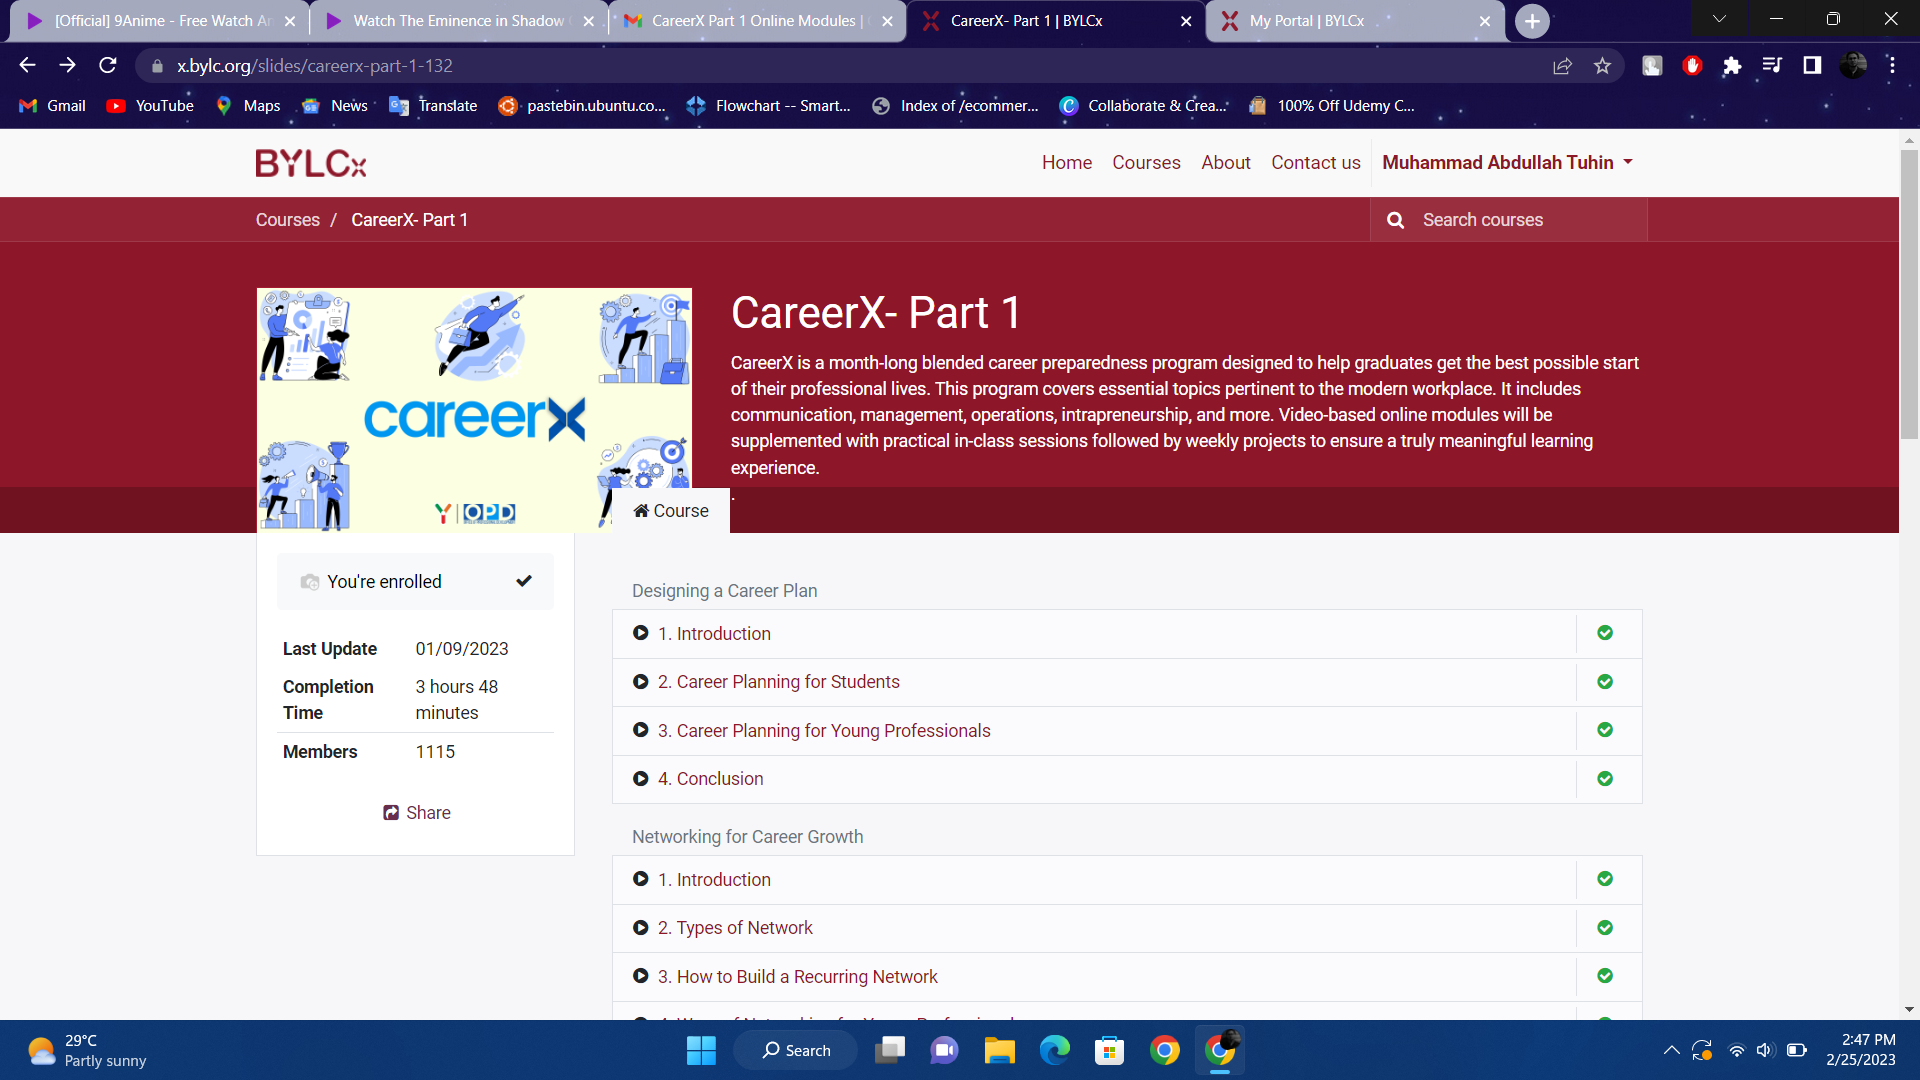 [Official] 9Anime - Free Watch An
Watch The Eminence in Shadow
CareerX Part 1 Online Modules |
CareerX- Part 1 | BYLCx
My Portal | BYLCx
x.bylc.org/slides/careerx-part-1-132
Gmail
YouTube
Maps
News
Translate
pastebin.ubuntu.co...
Flowchart -- Smart...
Index of /ecommer...
Collaborate & Crea...
100% Off Udemy C...
BYLCx
Home
Courses
About
Contact us
Muhammad Abdullah Tuhin
Courses / CareerX- Part 1
Search courses
careerx
Y | OPD
CareerX- Part 1
CareerX is a month-long blended career preparedness program designed to help graduates get the best possible start
of their professional lives. This program covers essential topics pertinent to the modern workplace. It includes
communication, management, operations, intrapreneurship, and more. Video-based online modules will be
supplemented with practical in-class sessions followed by weekly projects to ensure a truly meaningful learning
experience.
.
Course
You're enrolled
Last Update 01/09/2023
Completion Time 3 hours 48 minutes
Members 1115
Share
Designing a Career Plan
1. Introduction
2. Career Planning for Students
3. Career Planning for Young Professionals
4. Conclusion
Networking for Career Growth
1. Introduction
2. Types of Network
3. How to Build a Recurring Network
29°C
Partly sunny
Search
2:47 PM
2/25/2023